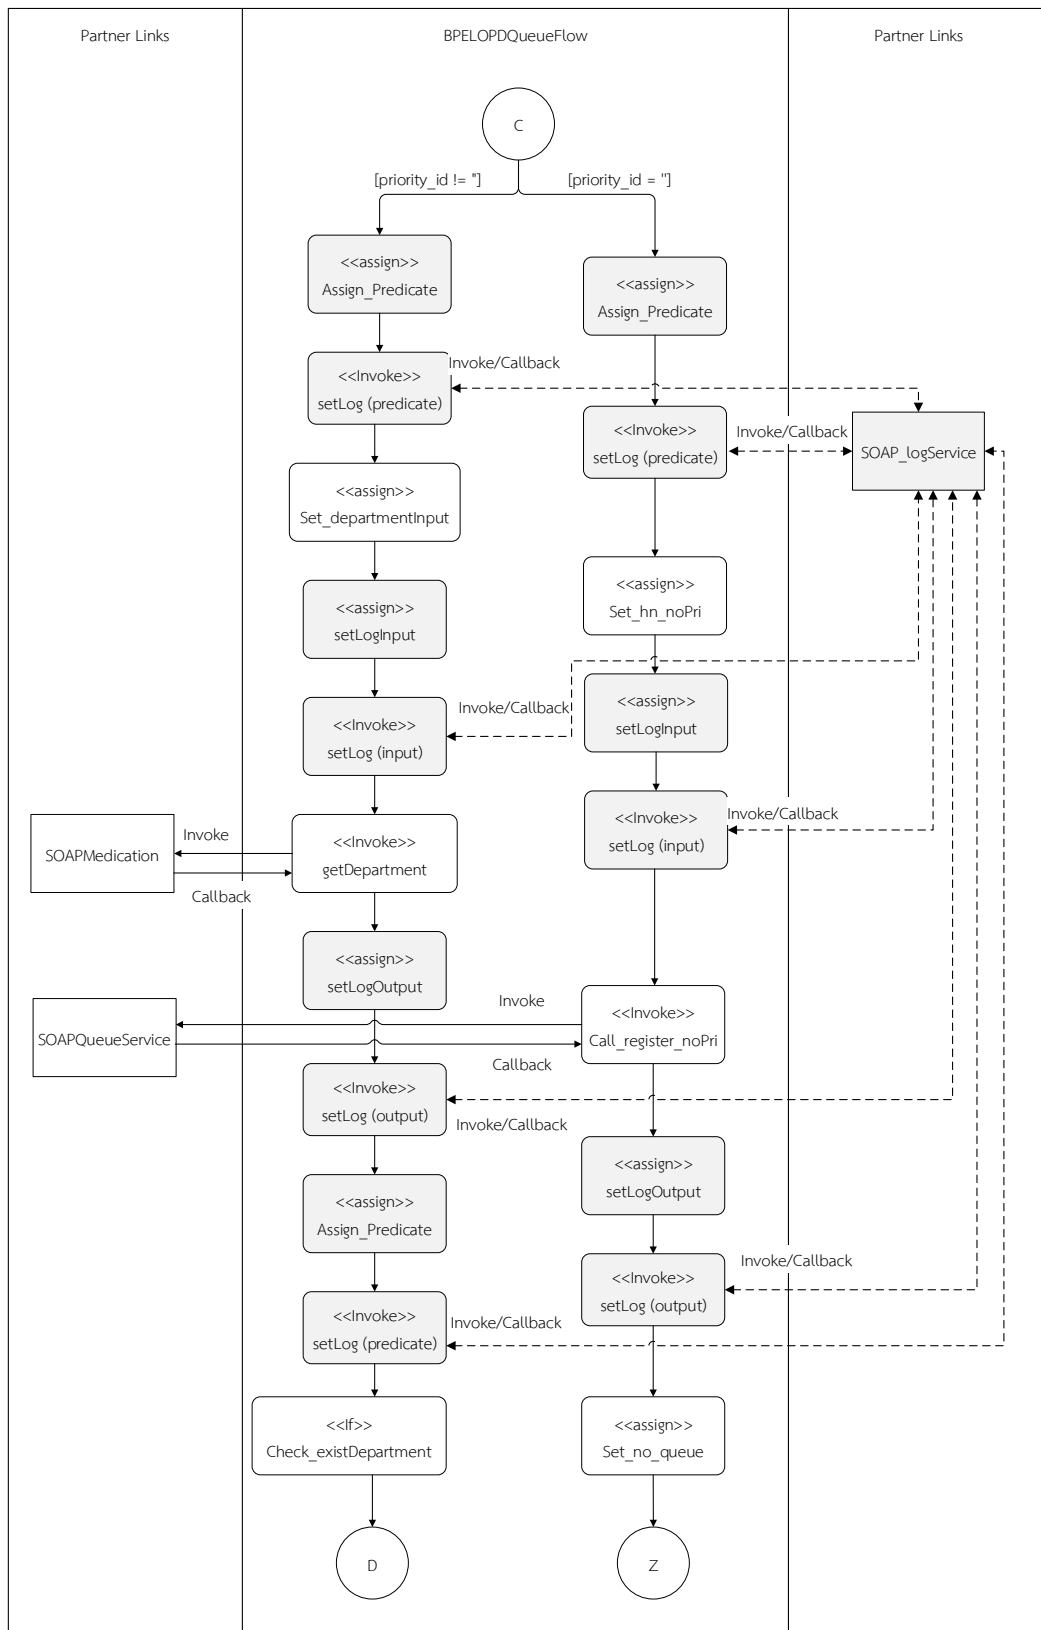 Partner Links
BPELOPDQueueFlow
Partner Links
C
[priority_id != '']
[priority_id = '']
<<assign>>
Assign_Predicate
<<assign>>
Assign_Predicate
<<Invoke>>
setLog (predicate)
Invoke/Callback
<<Invoke>>
setLog (predicate)
Invoke/Callback
SOAP_logService
<<assign>>
Set_departmentInput
<<assign>>
Set_hn_noPri
<<assign>>
setLogInput
<<assign>>
setLogInput
<<Invoke>>
setLog (input)
Invoke/Callback
<<Invoke>>
setLog (input)
Invoke/Callback
SOAPMedication
Invoke
Callback
<<Invoke>>
getDepartment
<<assign>>
setLogOutput
SOAPQueueService
Invoke
Callback
<<Invoke>>
Call_register_noPri
<<Invoke>>
setLog (output)
Invoke/Callback
<<assign>>
setLogOutput
<<assign>>
Assign_Predicate
<<Invoke>>
setLog (output)
Invoke/Callback
<<Invoke>>
setLog (predicate)
Invoke/Callback
<<If>>
Check_existDepartment
<<assign>>
Set_no_queue
D
Z